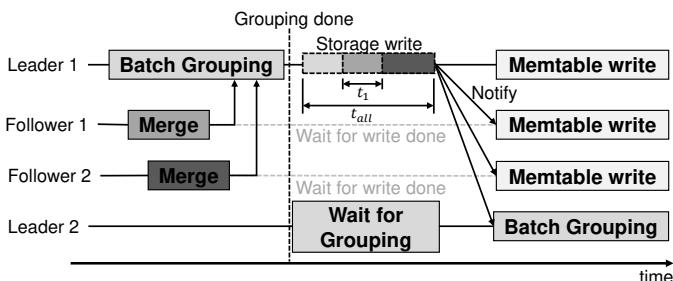 Grouping done
Storage write
Leader 1
Batch Grouping
Memtable write
t1
Notify
tall
Follower 1
Merge
Memtable write
Wait for write done
Follower 2
Merge
Memtable write
Wait for write done
Leader 2
Wait for
Grouping
Batch Grouping
time